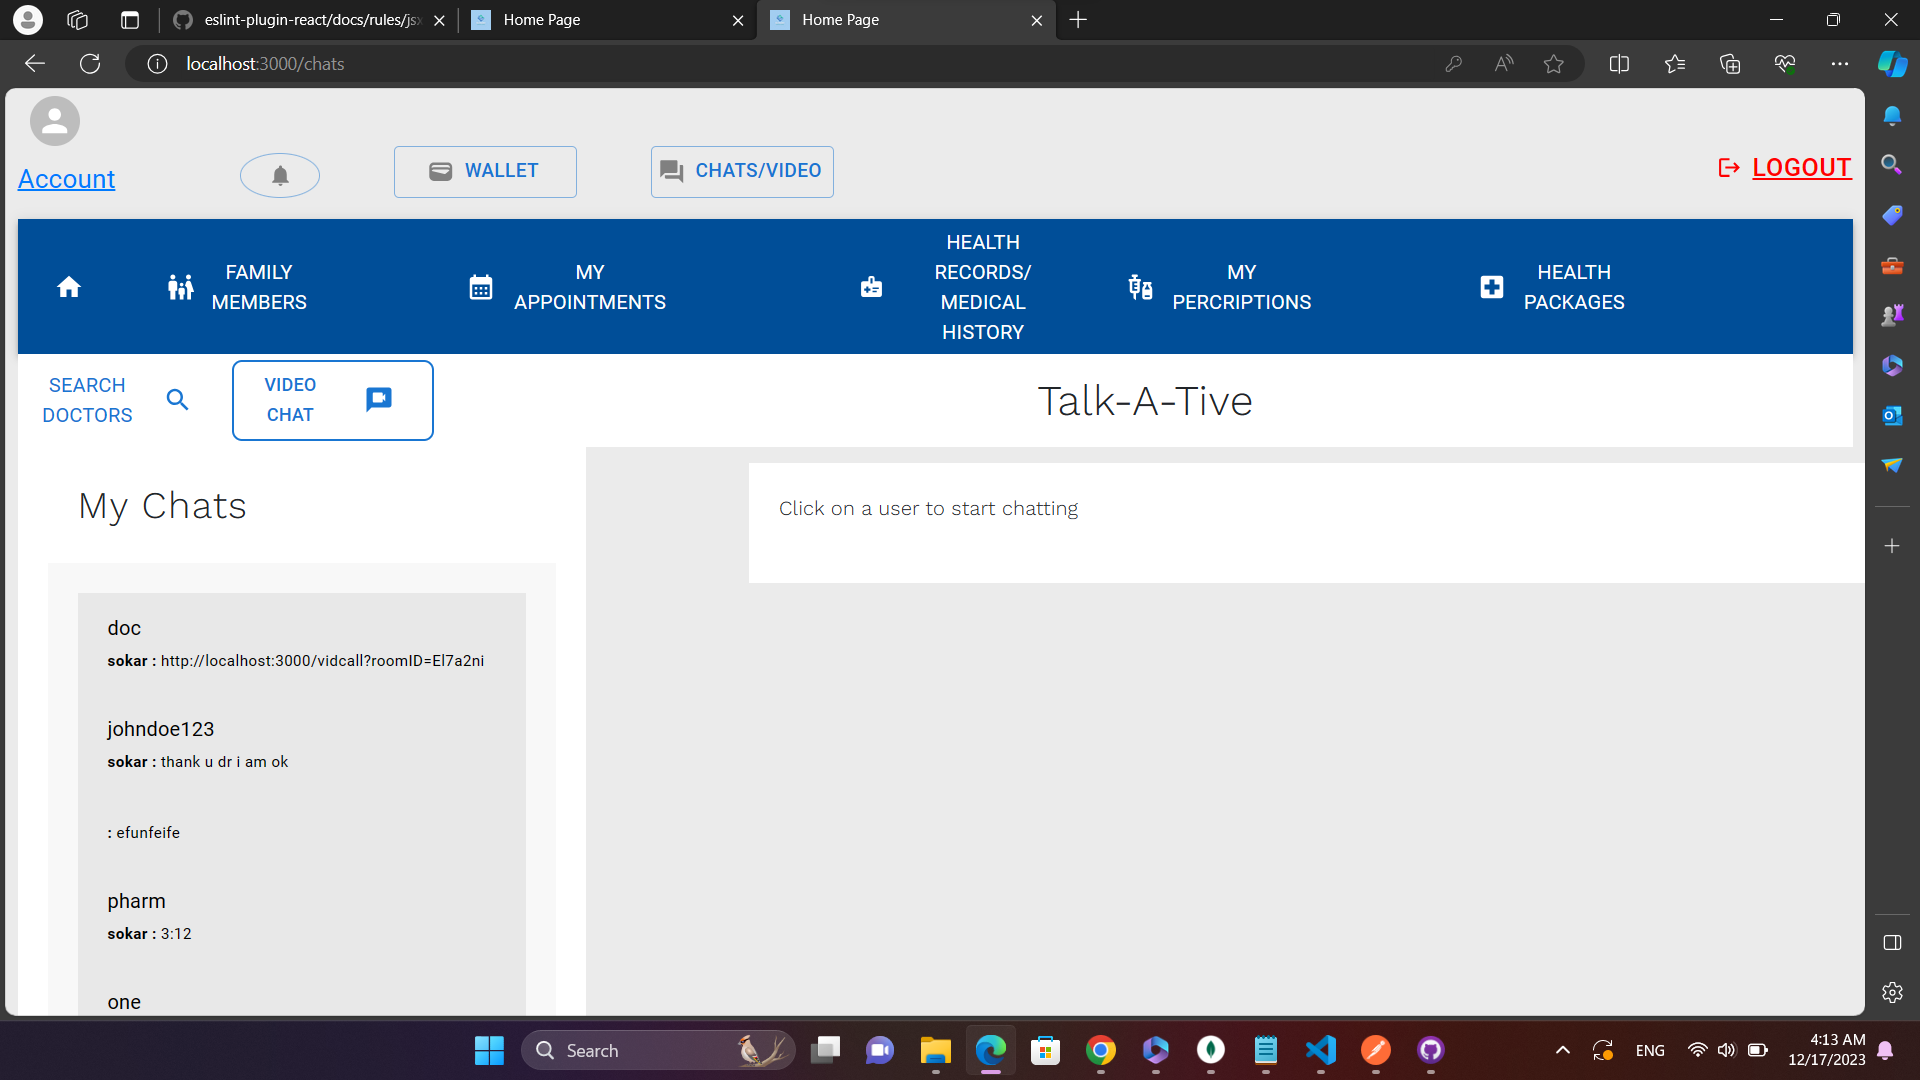 eslint-plugin-react/docs/rules/jsx
Home Page
Home Page
localhost:3000/chats
Account
WALLET
CHATS/VIDEO
LOGOUT
FAMILY
MEMBERS
MY
APPOINTMENTS
HEALTH
RECORDS/
MEDICAL
HISTORY
MY
PERCRIPTIONS
HEALTH
PACKAGES
SEARCH
DOCTORS
VIDEO
CHAT
Talk-A-Tive
My Chats
Click on a user to start chatting
doc
sokar : http://localhost:3000/vidcall?roomID=El7a2ni
johndoe123
sokar : thank u dr i am ok
: efunfeife
pharm
sokar : 3:12
one
Search
ENG
4:13 AM
12/17/2023